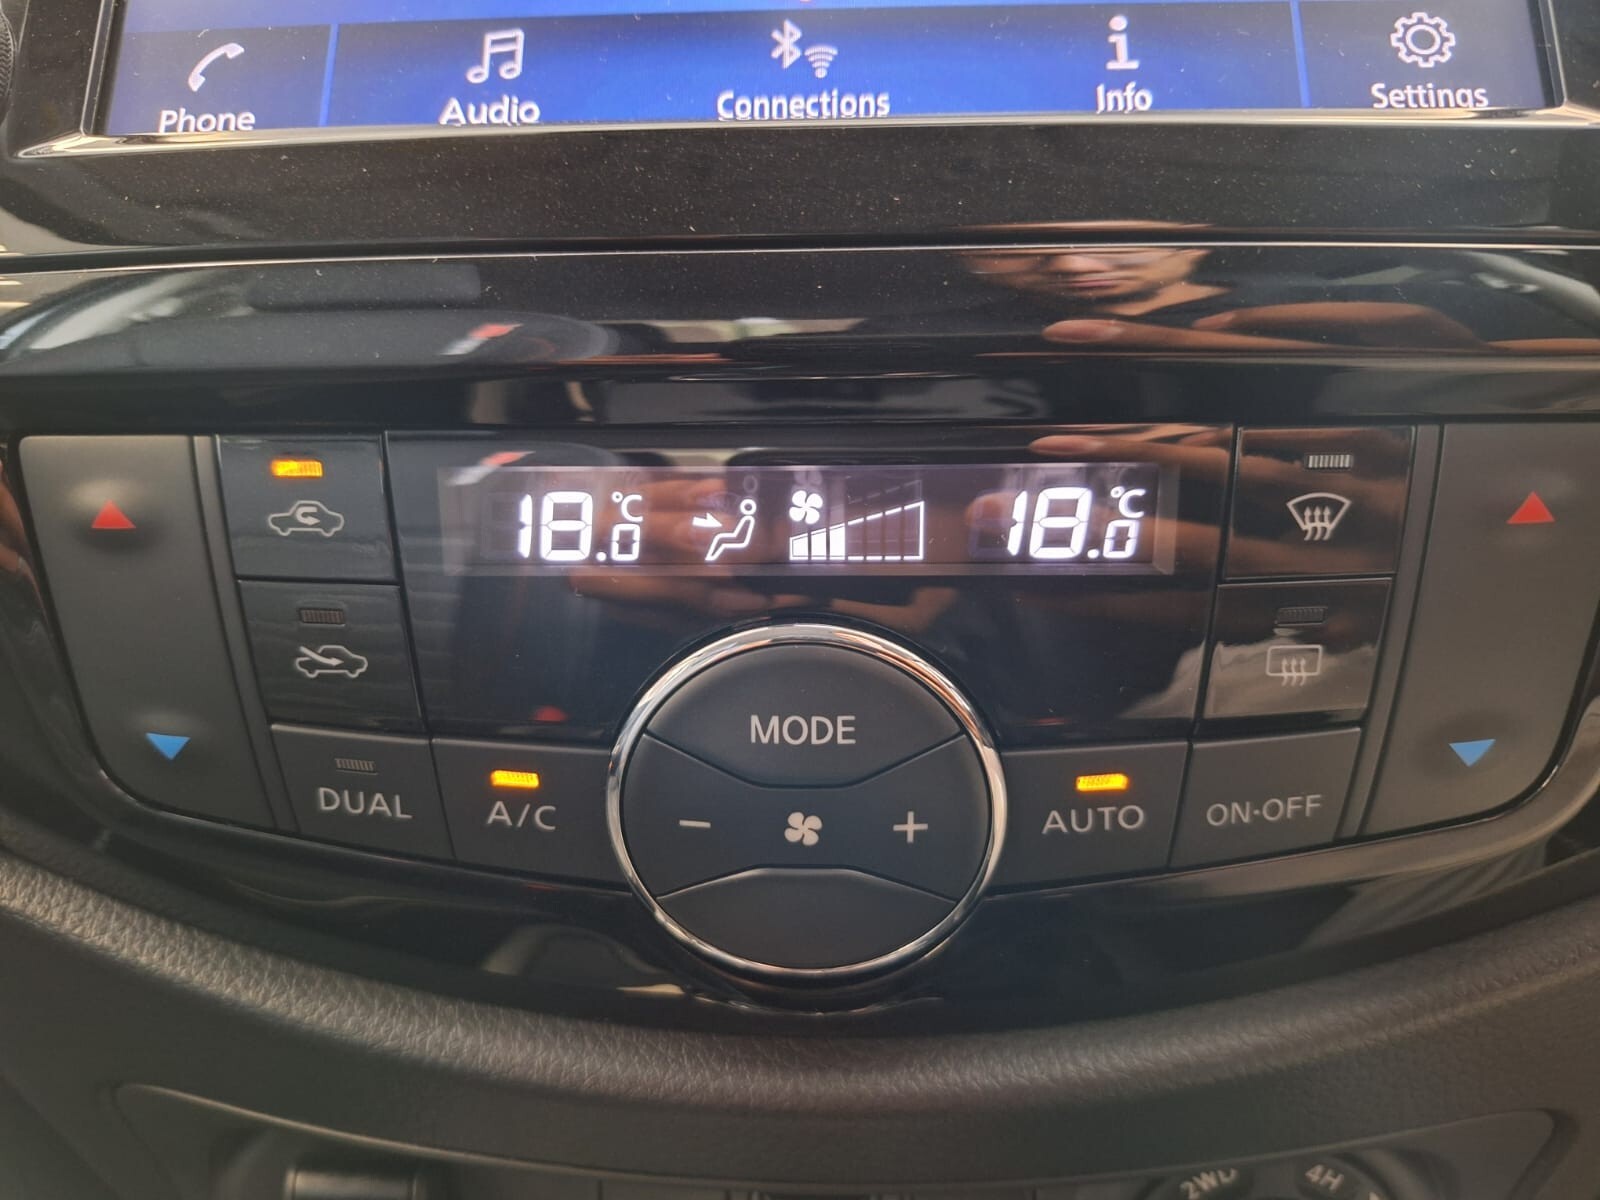 Phone
Audio
Connections
Info
Settings
18.0 °C
18.0 °C
MODE
DUAL
A/C
AUTO
ON·OFF
2WD
4H